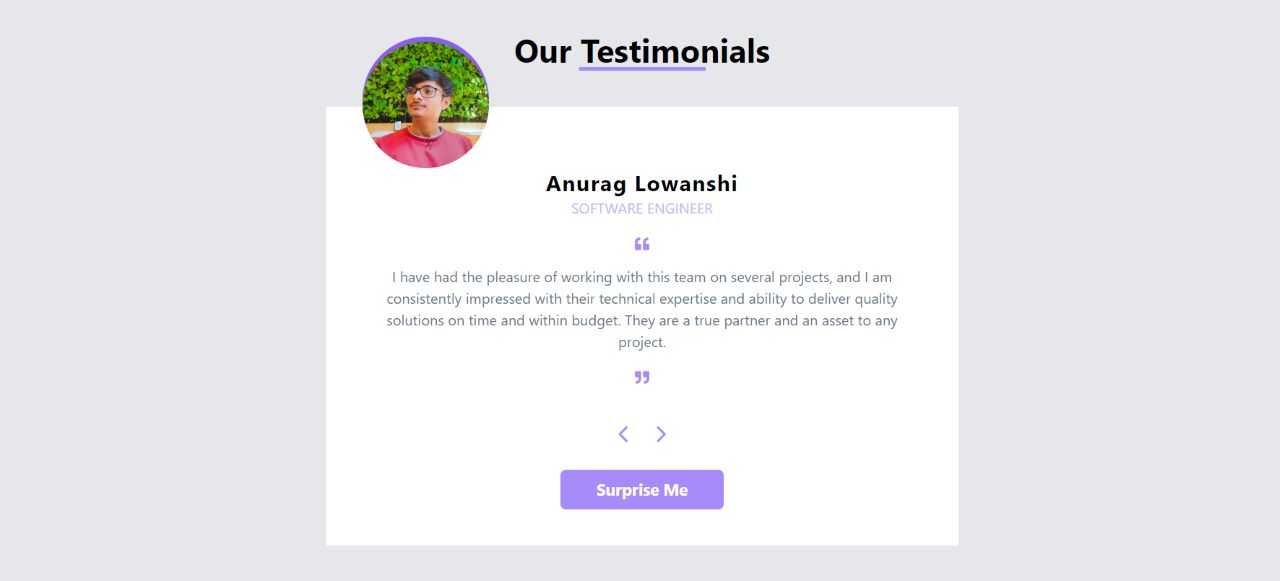 Our Testimonials
Anurag Lowanshi
SOFTWARE ENGINEER
“
I have had the pleasure of working with this team on several projects, and I am
consistently impressed with their technical expertise and ability to deliver quality
solutions on time and within budget. They are a true partner and an asset to any
project.
”
Surprise Me